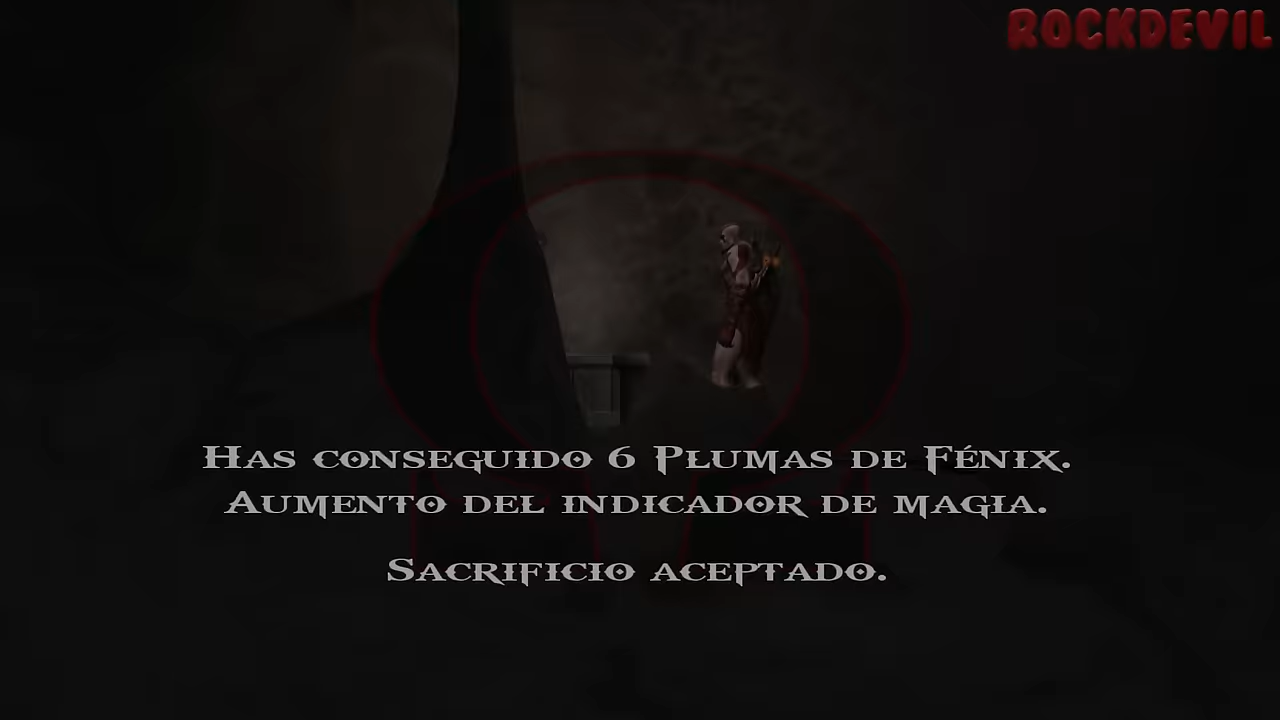 ROCKDEVIL
Has conseguido 6 Plumas de Fénix.
Aumento del indicador de magia.
Sacrificio aceptado.